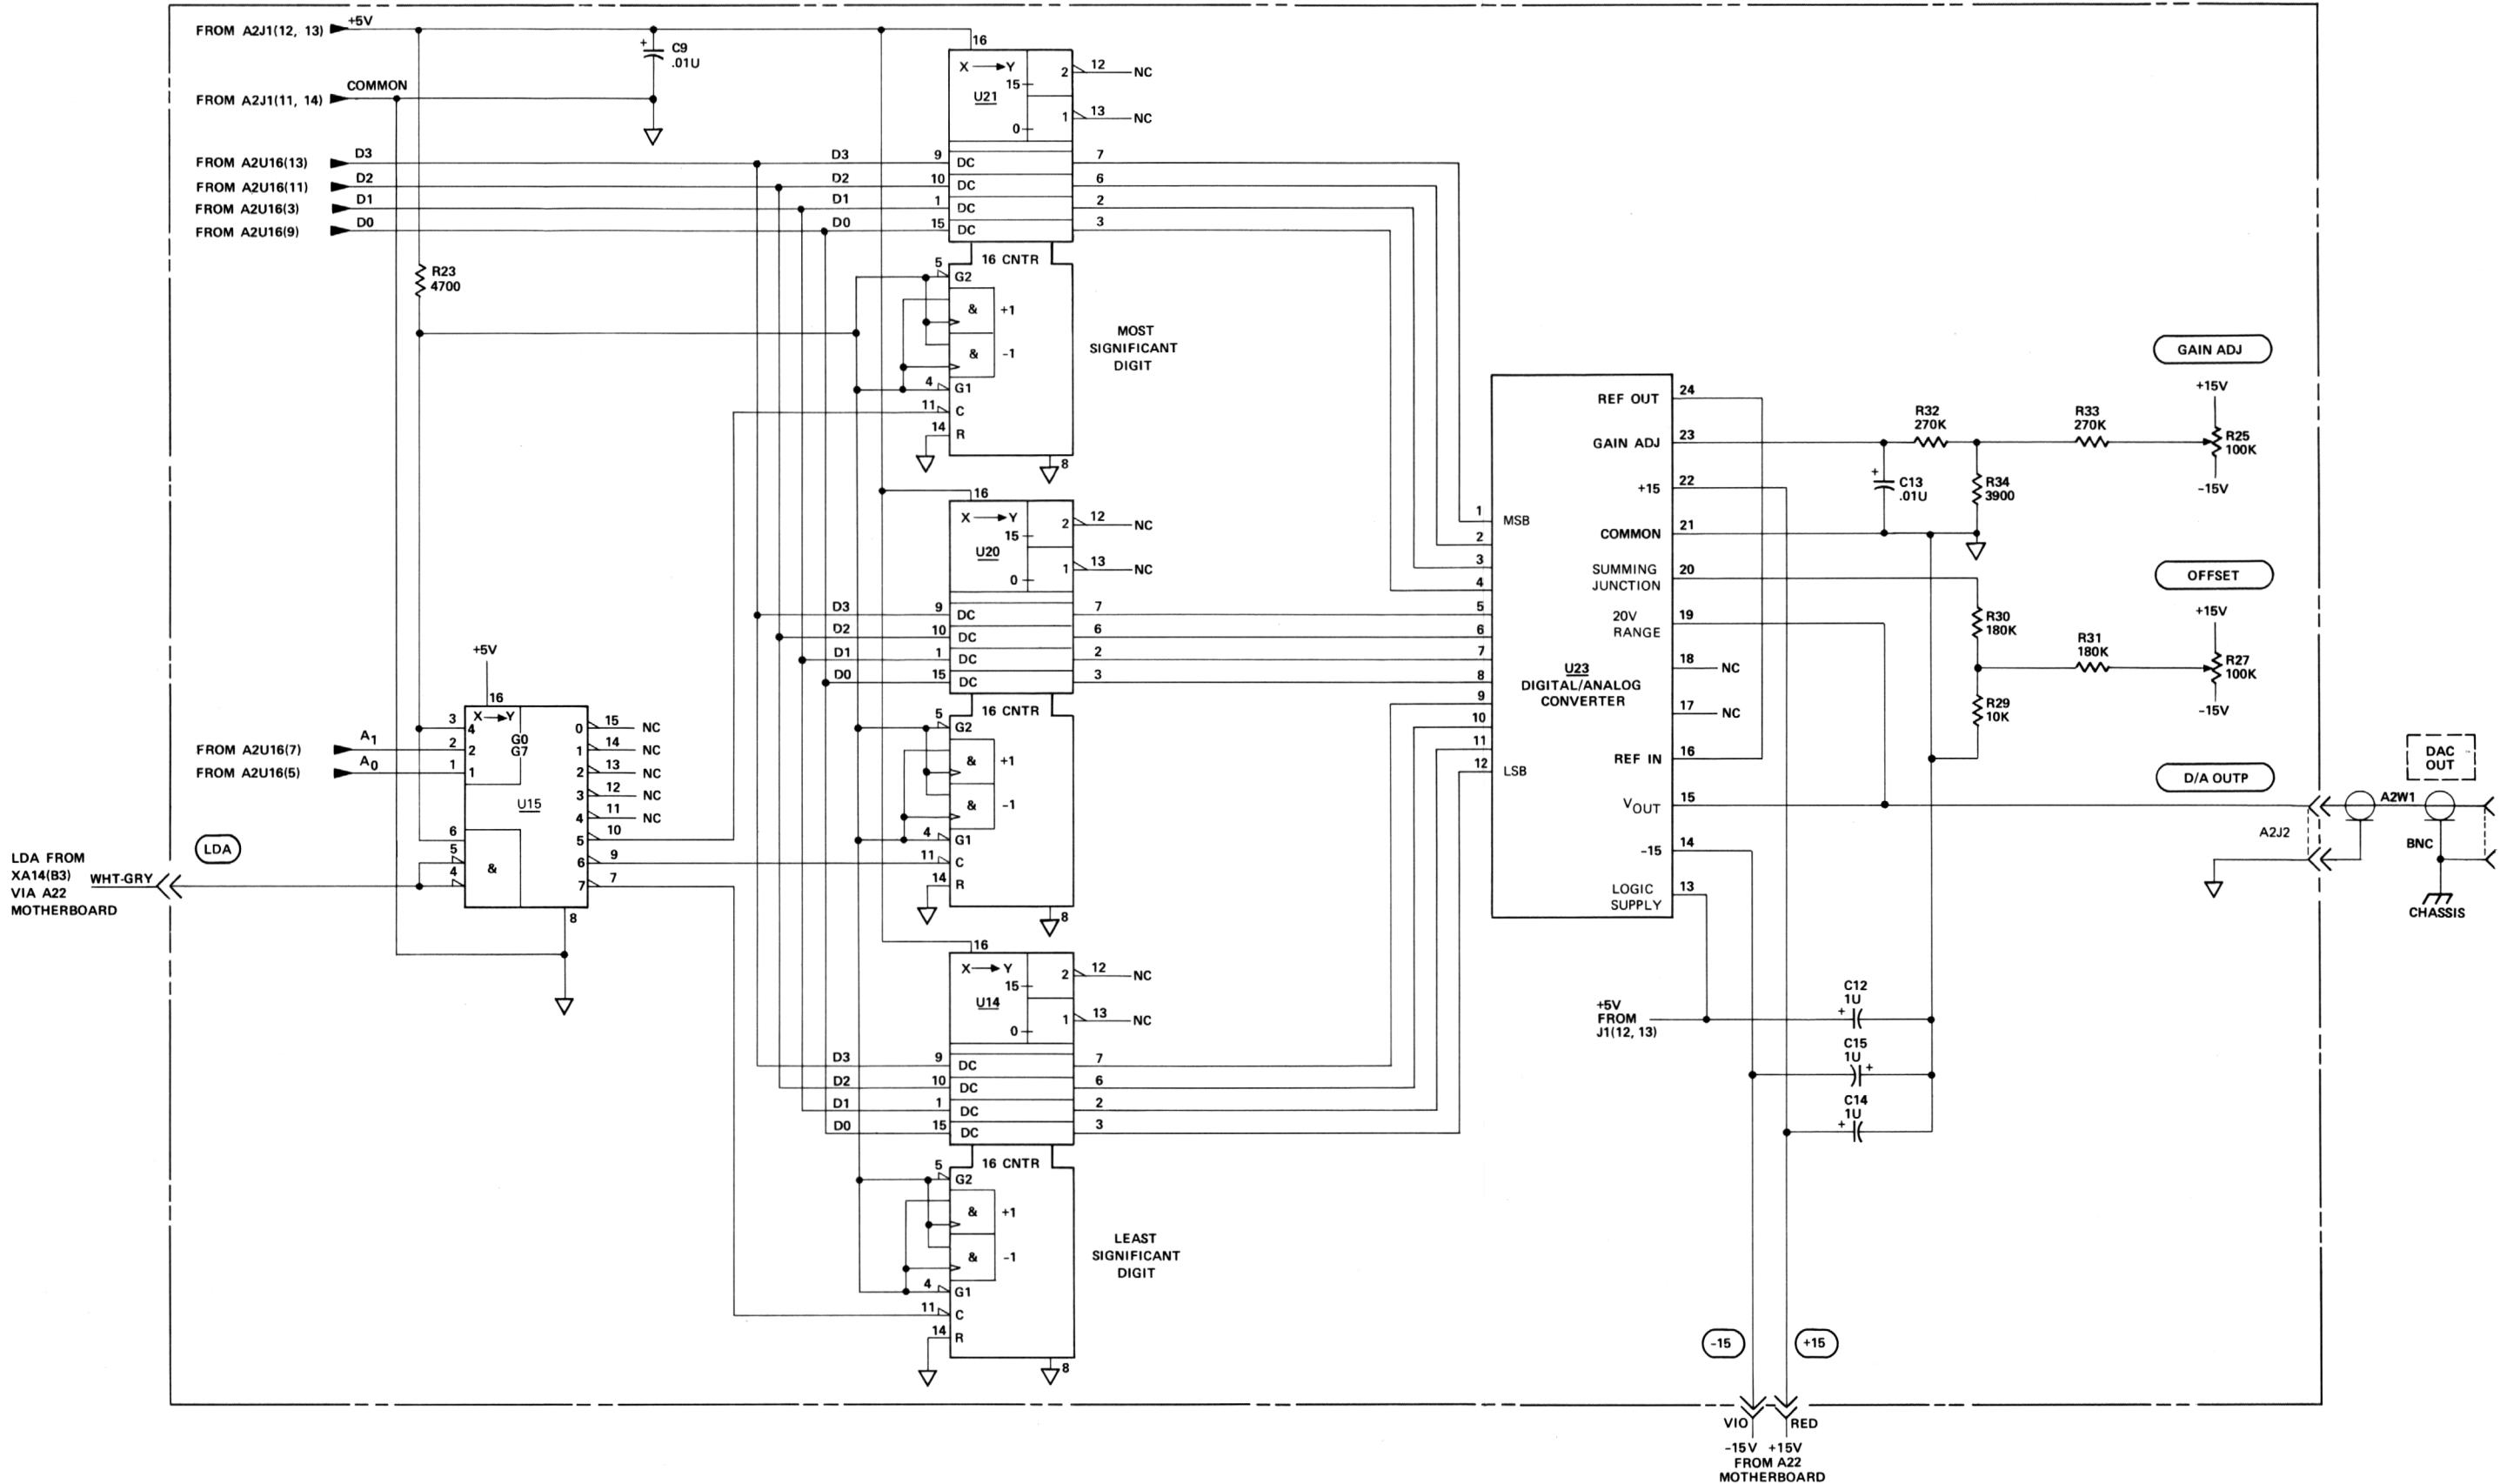 FROM A2J1(12, 13) +5V
FROM A2J1(11, 14) COMMON
+ C9
.01U
FROM A2U16(13) D3 D3
FROM A2U16(11) D2 D2
FROM A2U16(3) D1 D1
FROM A2U16(9) D0 D0
R23
4700
16
X Y
15
0
U21
2 12 NC
1 13 NC
9 DC 7
10 DC 6
1 DC 2
15 DC 3
16 CNTR
5 G2
& +1
& -1
4 G1
11 C
14 R
8
MOST
SIGNIFICANT
DIGIT
16
X Y
15
0
U20
2 12 NC
1 13 NC
D3 9 DC 7
D2 10 DC 6
D1 1 DC 2
D0 15 DC 3
16 CNTR
5 G2
& +1
& -1
4 G1
11 C
14 R
8
16
X Y
15
0
U14
2 12 NC
1 13 NC
D3 9 DC 7
D2 10 DC 6
D1 1 DC 2
D0 15 DC 3
16 CNTR
5 G2
& +1
& -1
4 G1
11 C
14 R
8
LEAST
SIGNIFICANT
DIGIT
+5V
16
X Y
G0
G7
U15
3 4
FROM A2U16(7) A1 2 2
FROM A2U16(5) A0 1 1
6
5
4
&
0 15 NC
1 14 NC
2 13 NC
3 12 NC
4 11 NC
5 10
6 9
7 7
8
LDA
LDA FROM
XA14(B3)
VIA A22
MOTHERBOARD
WHT-GRY
U23
DIGITAL/ANALOG
CONVERTER
1 MSB
2
3
4
5
6
7
8
9
10
11
12 LSB
REF OUT 24
GAIN ADJ 23
+15 22
COMMON 21
SUMMING
JUNCTION 20
20V
RANGE 19
18 NC
17 NC
REF IN 16
VOUT 15
-15 14
LOGIC
SUPPLY 13
GAIN ADJ
+15V
R32
270K
R33
270K
R25
100K
-15V
+ C13
.01U
R34
3900
OFFSET
+15V
R30
180K
R31
180K
R27
100K
-15V
R29
10K
D/A OUTP
DAC
OUT
A2W1
A2J2
BNC
CHASSIS
+5V
FROM
J1(12, 13)
C12
1U
+
C15
1U
+
C14
1U
+
-15
+15
VIO
RED
-15V +15V
FROM A22
MOTHERBOARD